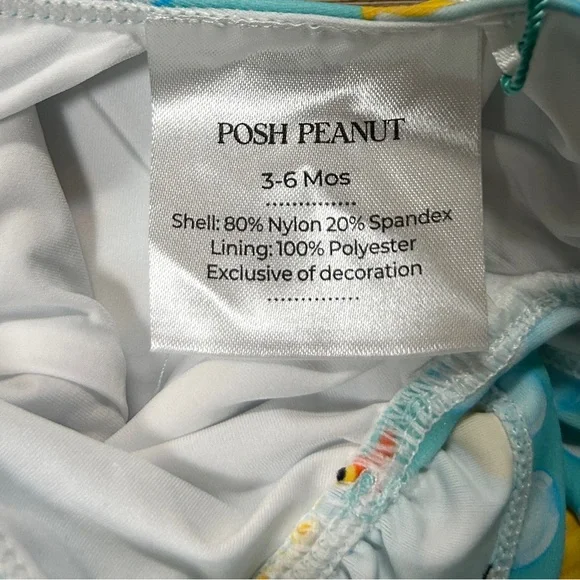 POSH PEANUT
3-6 Mos
Shell: 80% Nylon 20% Spandex
Lining: 100% Polyester
Exclusive of decoration